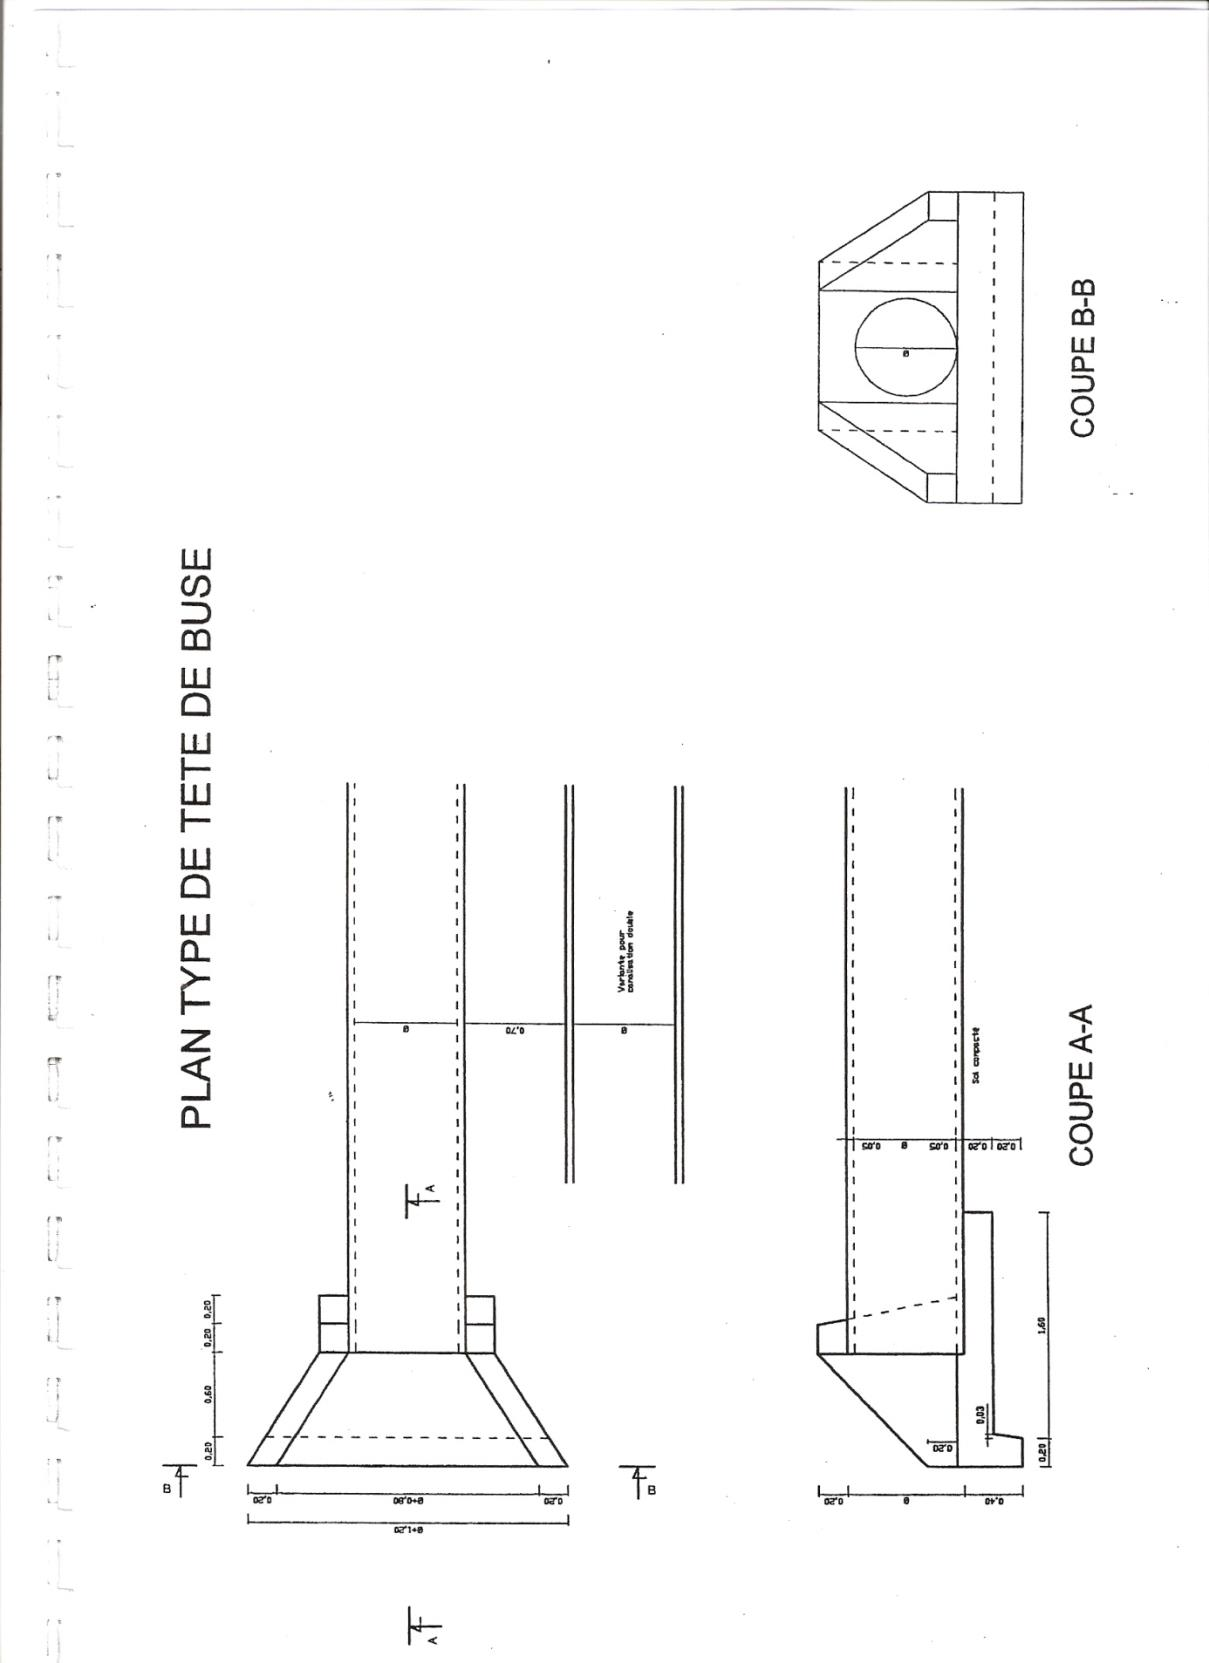 PLAN TYPE DE TETE DE BUSE
B
0,20
0,60
0,20
0,20
0,20
ø+0,80
0,20
ø+1,20
A
A
B
ø
0,70
ø
Variante pour
canalisation double
0,20
ø
0,40
0,20
0,03
0,20
1,60
0,05
ø
0,05
0,20
0,20
Sol compacté
COUPE A-A
ø
COUPE B-B